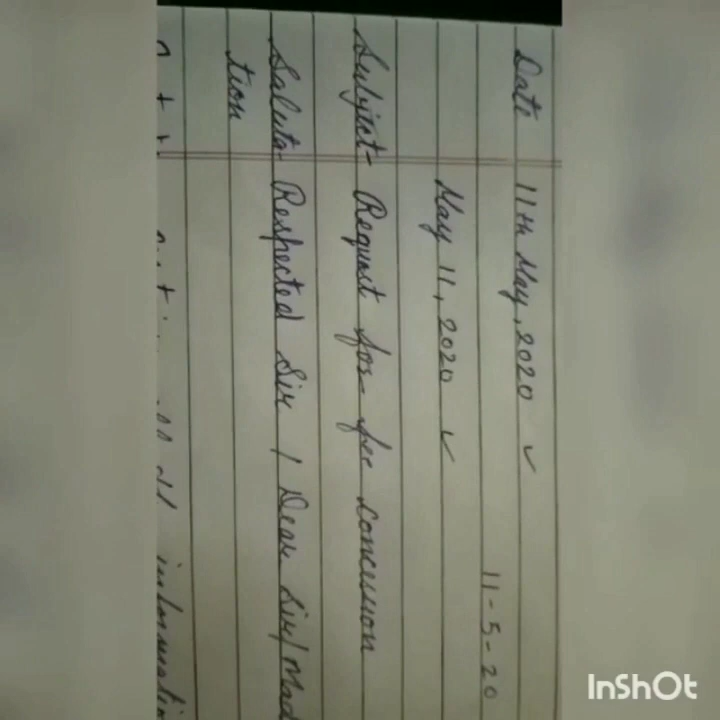 Date 11th May, 2020 ✓
11-5-20
May 11, 2020 ✓
Subject- Request for fee concession
Saluta- Respected Sir / Dear Sir/Mad
tion
informatio
InShOt